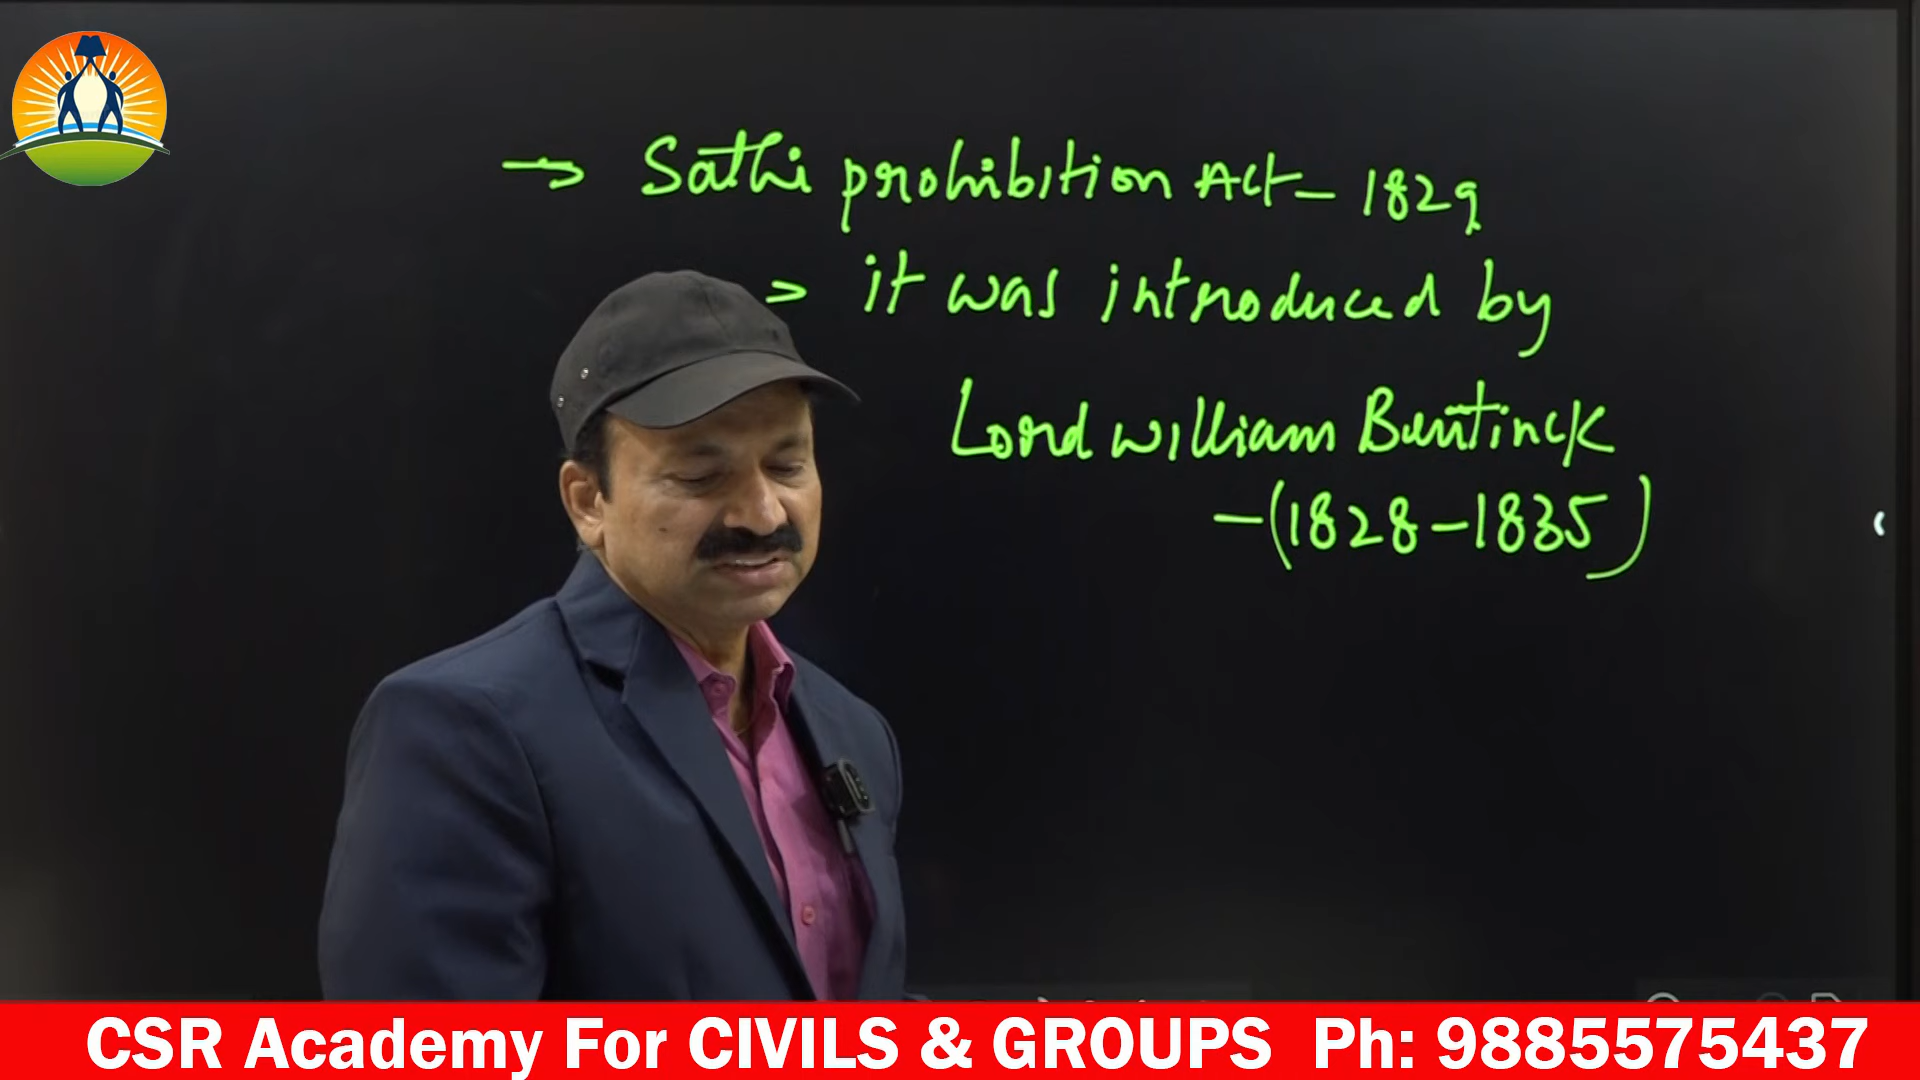 → Sathi prohibition Act - 1829
> it was introduced by
Lord william Buntinck
- (1828-1835)
CSR Academy For CIVILS & GROUPS Ph: 9885575437